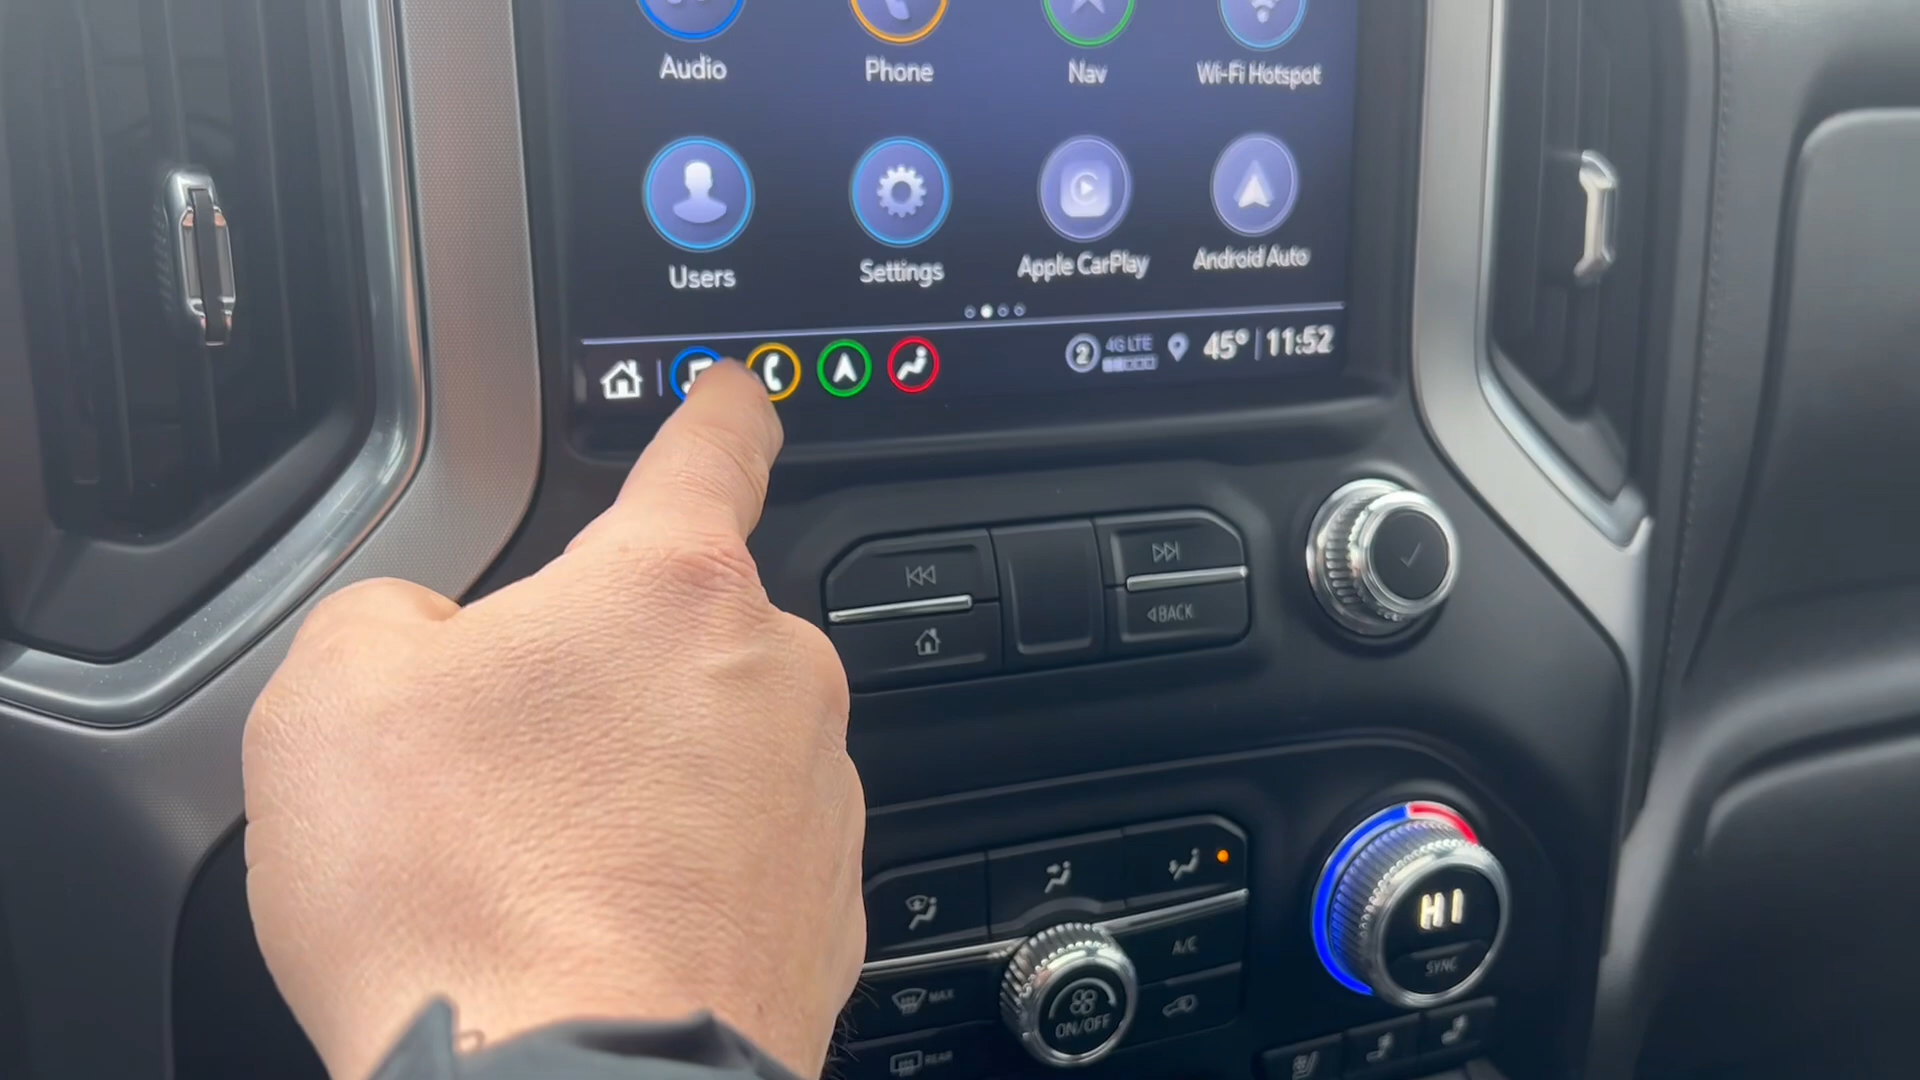 Audio
Phone
Nav
Wi-Fi Hotspot
Users
Settings
Apple CarPlay
Android Auto
2
4G LTE
45°
11:52
BACK
A/C
HI
SYNC
MAX
ON/OFF
REAR